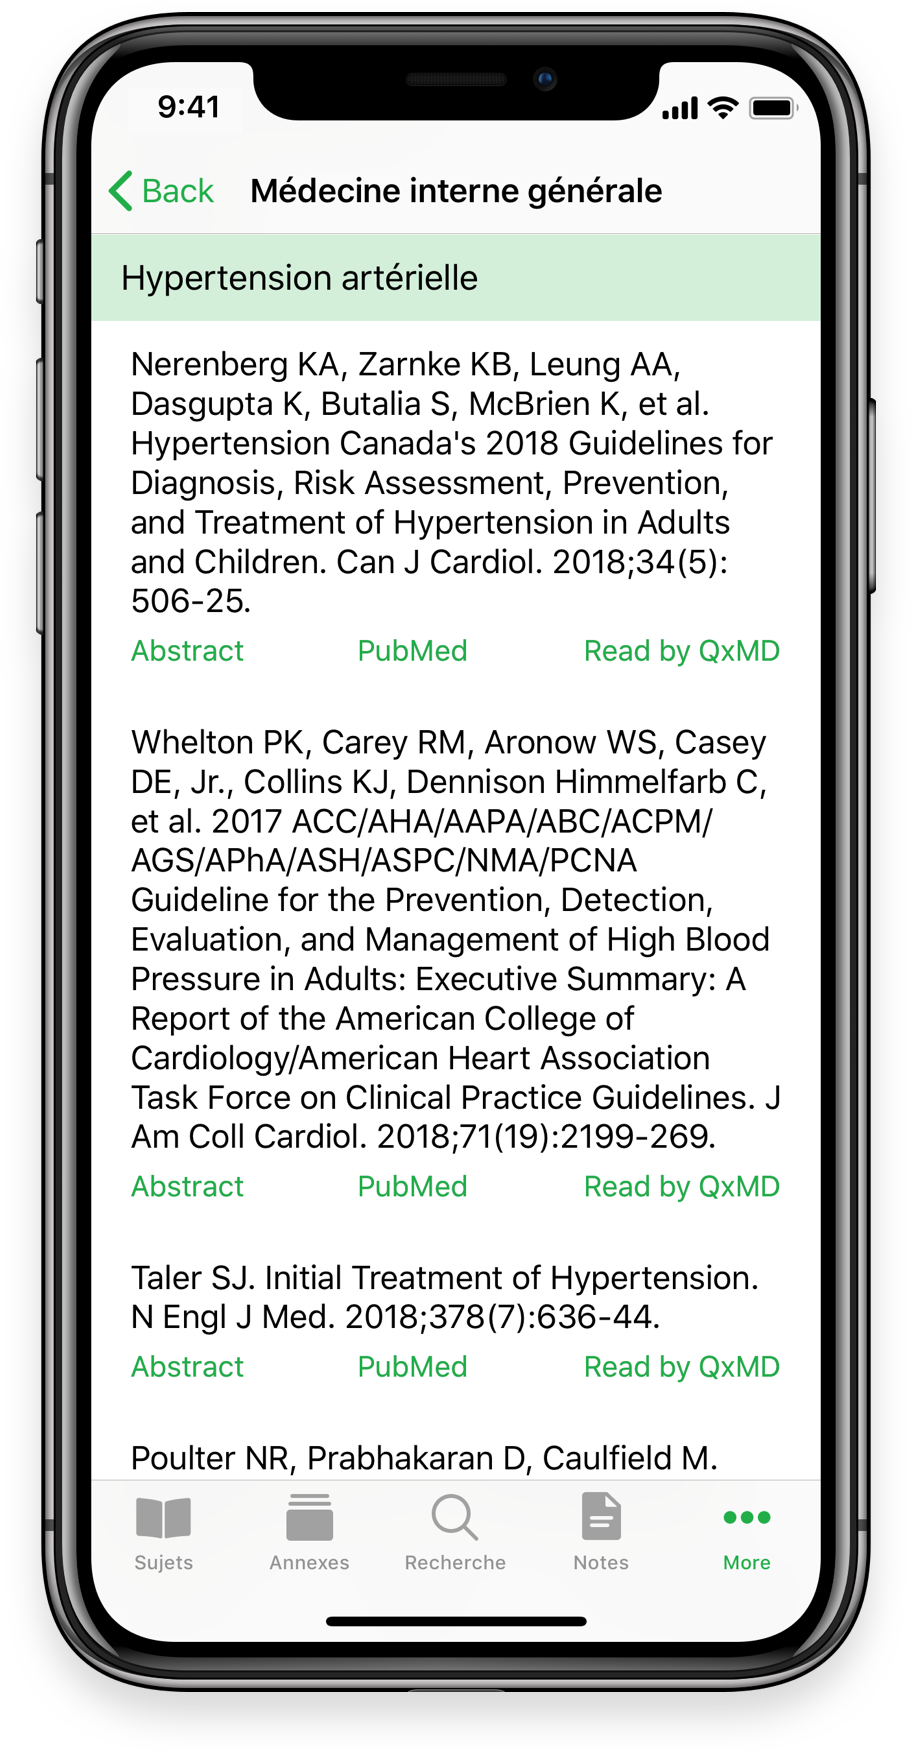 9:41
Back Médecine interne générale
Hypertension artérielle
Nerenberg KA, Zarnke KB, Leung AA,
Dasgupta K, Butalia S, McBrien K, et al.
Hypertension Canada's 2018 Guidelines for
Diagnosis, Risk Assessment, Prevention,
and Treatment of Hypertension in Adults
and Children. Can J Cardiol. 2018;34(5):
506-25.
Abstract PubMed Read by QxMD
Whelton PK, Carey RM, Aronow WS, Casey
DE, Jr., Collins KJ, Dennison Himmelfarb C,
et al. 2017 ACC/AHA/AAPA/ABC/ACPM/
AGS/APhA/ASH/ASPC/NMA/PCNA
Guideline for the Prevention, Detection,
Evaluation, and Management of High Blood
Pressure in Adults: Executive Summary: A
Report of the American College of
Cardiology/American Heart Association
Task Force on Clinical Practice Guidelines. J
Am Coll Cardiol. 2018;71(19):2199-269.
Abstract PubMed Read by QxMD
Taler SJ. Initial Treatment of Hypertension.
N Engl J Med. 2018;378(7):636-44.
Abstract PubMed Read by QxMD
Poulter NR, Prabhakaran D, Caulfield M.
Sujets Annexes Recherche Notes More